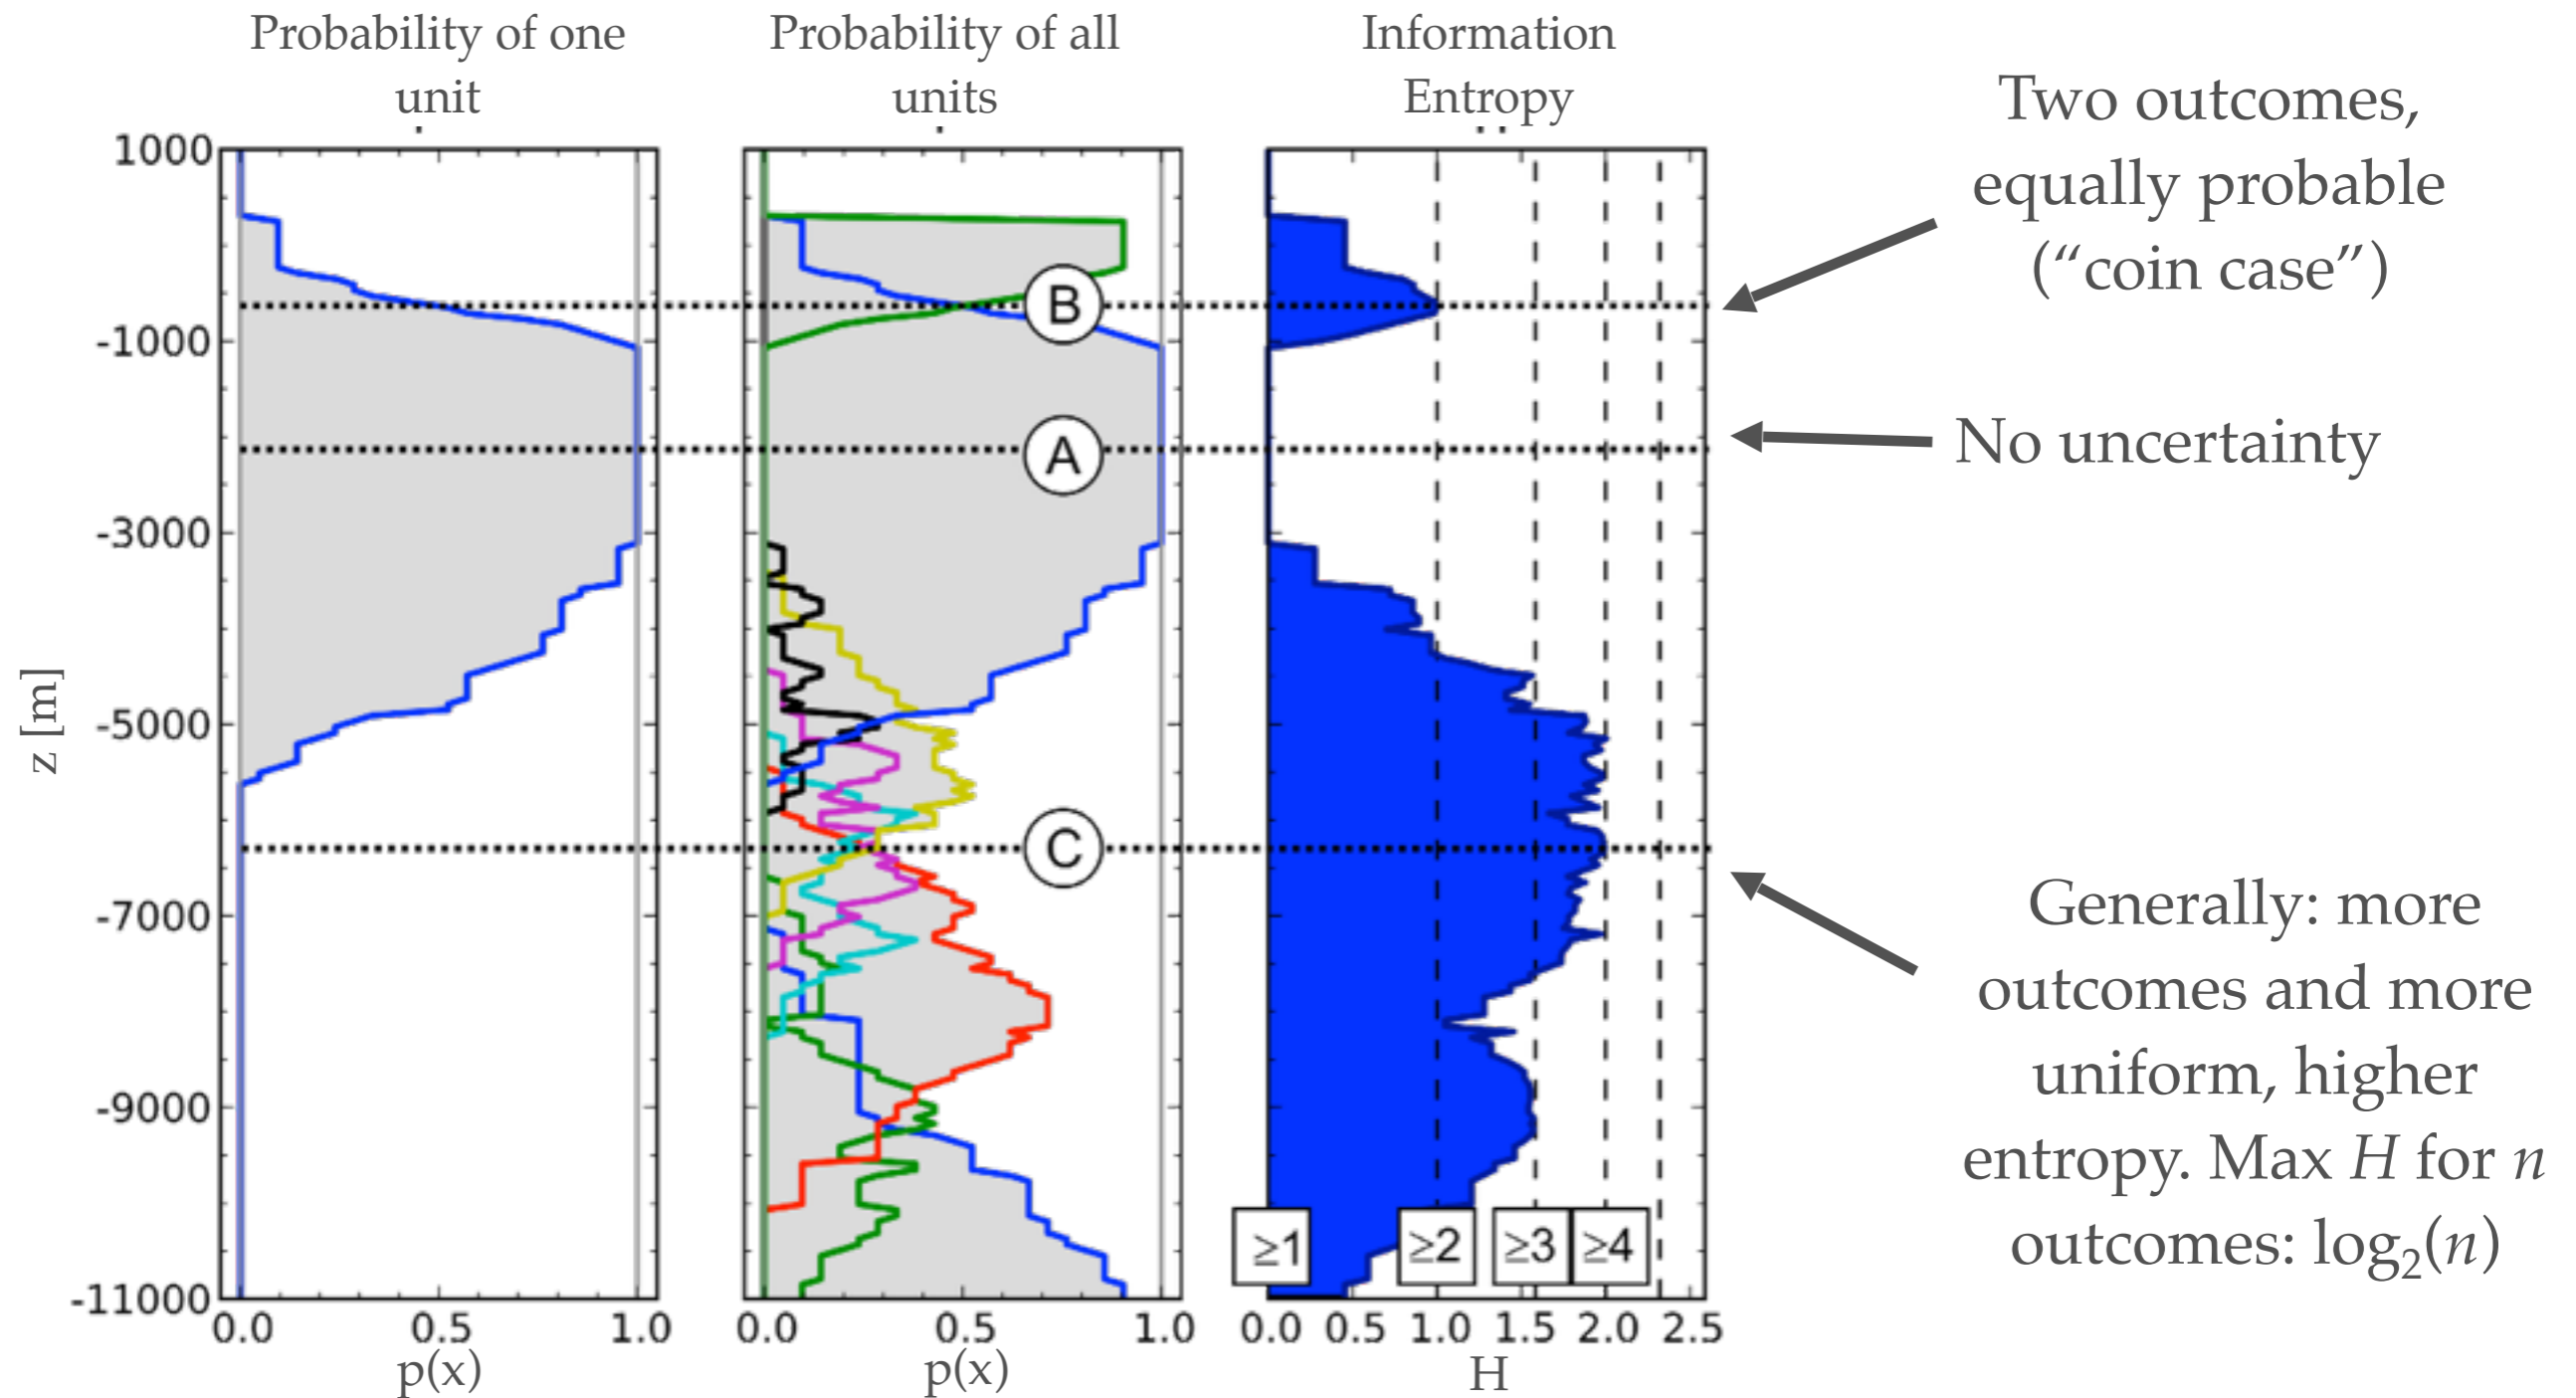 Probability of one
unit
Probability of all
units
Information
Entropy
Two outcomes,
equally probable
(“coin case”)
No uncertainty
Generally: more
outcomes and more
uniform, higher
entropy. Max H for n
outcomes: log₂(n)
z [m]
1000
-1000
-3000
-5000
-7000
-9000
-11000
B
A
C
≥1 ≥2 ≥3 ≥4
0.0 0.5 1.0
0.0 0.5 1.0
0.0 0.5 1.0 1.5 2.0 2.5
p(x)
p(x)
H